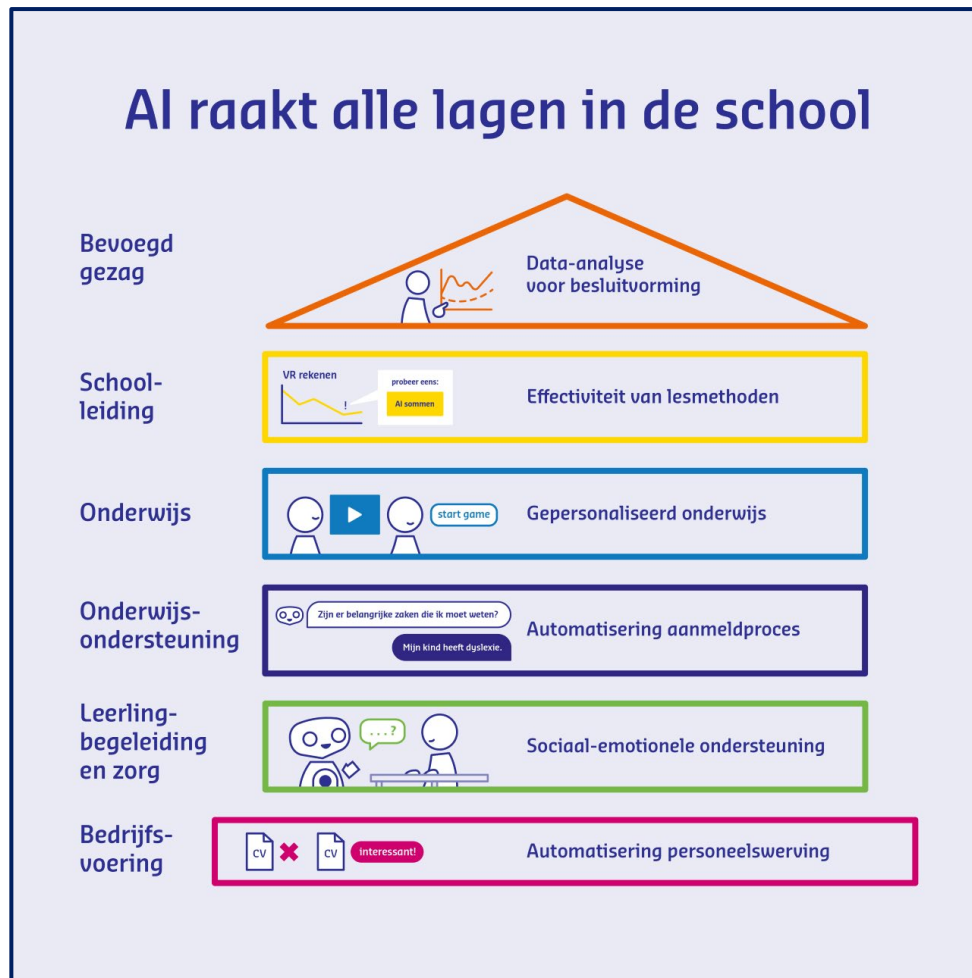 AI raakt alle lagen in de school
Bevoegd
gezag
Data-analyse
voor besluitvorming
School-
leiding
VR rekenen
!
probeer eens:
AI sommen
Effectiviteit van lesmethoden
Onderwijs
start game
Gepersonaliseerd onderwijs
Onderwijs-
ondersteuning
Zijn er belangrijke zaken die ik moet weten?
Mijn kind heeft dyslexie.
Automatisering aanmeldproces
Leerling-
begeleiding
en zorg
...?
Sociaal-emotionele ondersteuning
Bedrijfs-
voering
CV
CV
interessant!
Automatisering personeelswerving